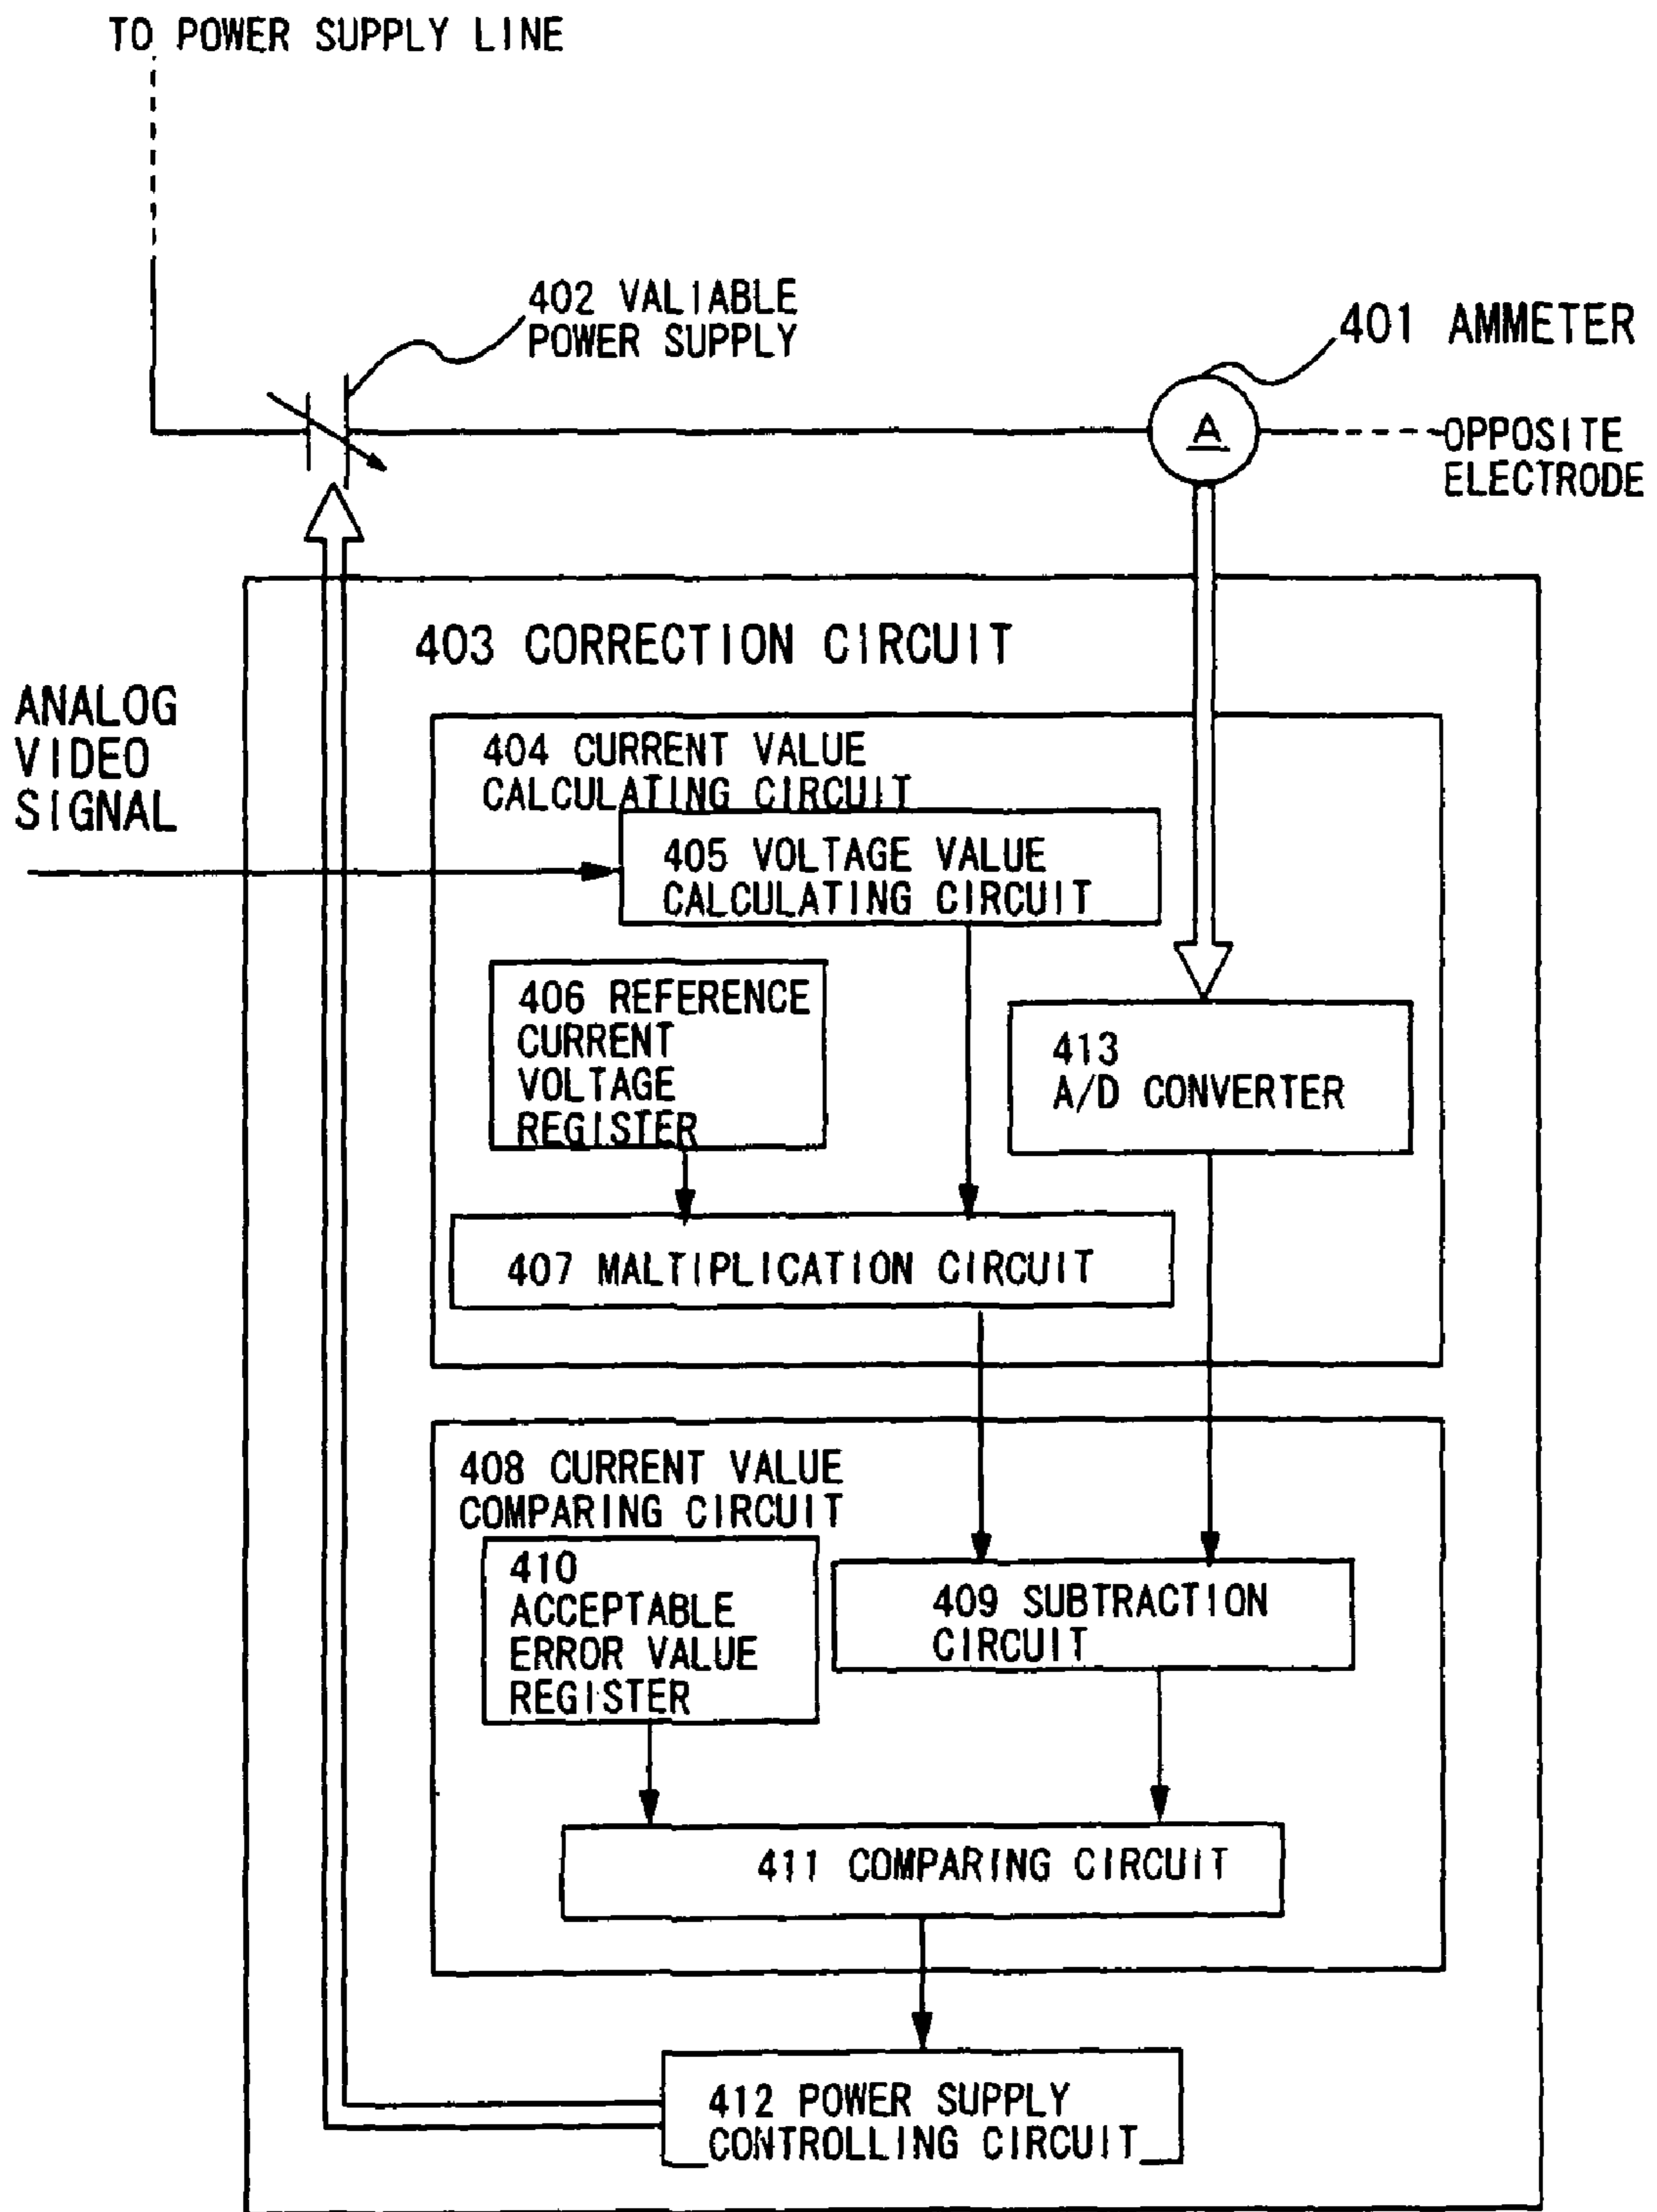 TO POWER SUPPLY LINE
402 VALIABLE
POWER SUPPLY
401 AMMETER
A
OPPOSITE
ELECTRODE
403 CORRECTION CIRCUIT
ANALOG
VIDEO
SIGNAL
404 CURRENT VALUE
CALCULATING CIRCUIT
405 VOLTAGE VALUE
CALCULATING CIRCUIT
406 REFERENCE
CURRENT
VOLTAGE
REGISTER
413
A/D CONVERTER
407 MALTIPLICATION CIRCUIT
408 CURRENT VALUE
COMPARING CIRCUIT
410
ACCEPTABLE
ERROR VALUE
REGISTER
409 SUBTRACTION
CIRCUIT
411 COMPARING CIRCUIT
412 POWER SUPPLY
CONTROLLING CIRCUIT